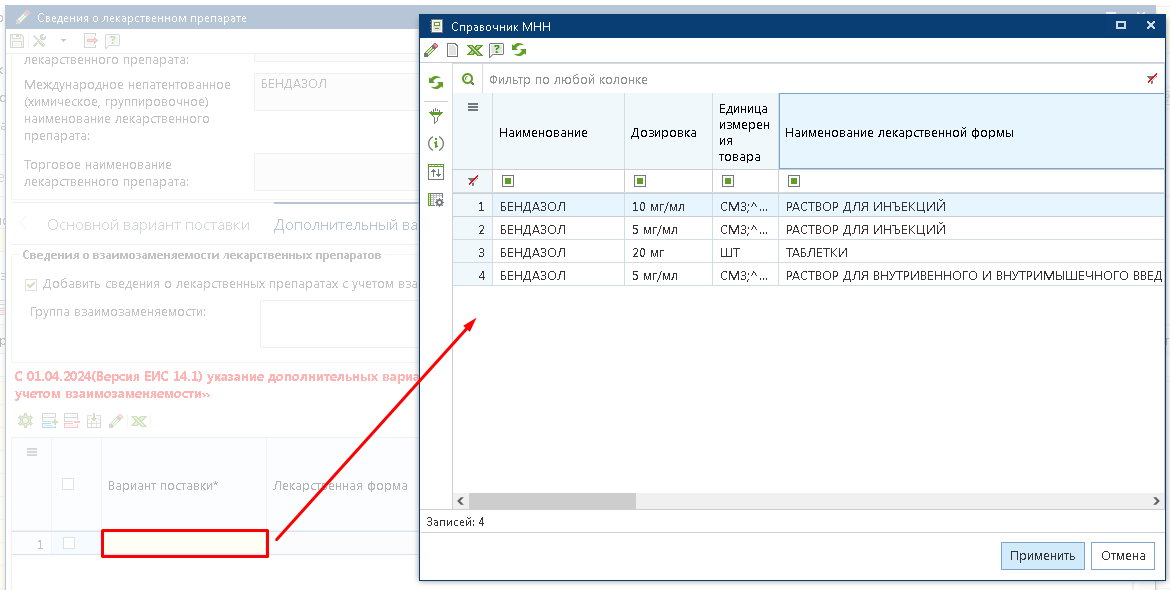 Сведения о лекарственном препарате
лекарственного препарата:
Международное непатентованное
(химическое, группировочное)
наименование лекарственного
препарата:
БЕНДАЗОЛ
Торговое наименование
лекарственного препарата:
Основной вариант поставки
Дополнительный ва
Сведения о взаимозаменяемости лекарственных препаратов
Добавить сведения о лекарственных препаратах с учетом вза
Группа взаимозаменяемости:
С 01.04.2024(Версия ЕИС 14.1) указание дополнительных вариа
учетом взаимозаменяемости»
Вариант поставки*
Лекарственная форма
1
Справочник МНН
Фильтр по любой колонке
Наименование
Дозировка
Единица
измерен
ия
товара
Наименование лекарственной формы
1 БЕНДАЗОЛ 10 мг/мл СМ3;^... РАСТВОР ДЛЯ ИНЪЕКЦИЙ
2 БЕНДАЗОЛ 5 мг/мл СМ3;^... РАСТВОР ДЛЯ ИНЪЕКЦИЙ
3 БЕНДАЗОЛ 20 мг ШТ ТАБЛЕТКИ
4 БЕНДАЗОЛ 5 мг/мл СМ3;^... РАСТВОР ДЛЯ ВНУТРИВЕННОГО И ВНУТРИМЫШЕЧНОГО ВВЕД
Записей: 4
Применить
Отмена